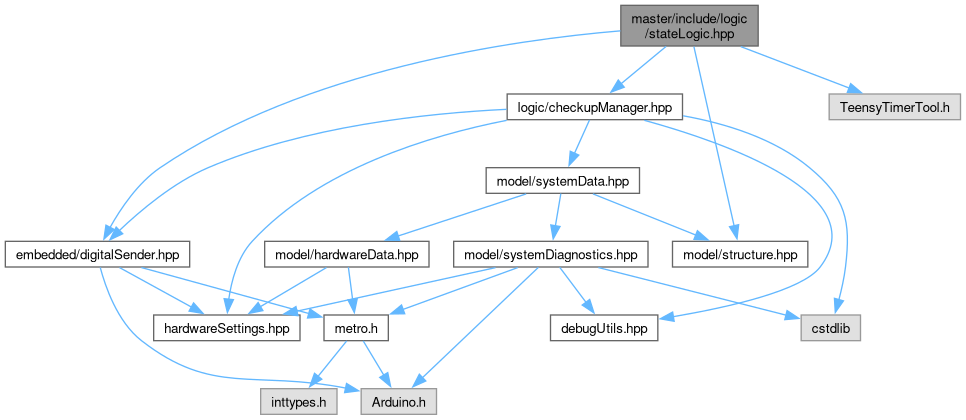 master/include/logic
/stateLogic.hpp
TeensyTimerTool.h
logic/checkupManager.hpp
model/systemData.hpp
embedded/digitalSender.hpp
model/hardwareData.hpp
model/systemDiagnostics.hpp
model/structure.hpp
hardwareSettings.hpp
metro.h
debugUtils.hpp
cstdlib
inttypes.h
Arduino.h